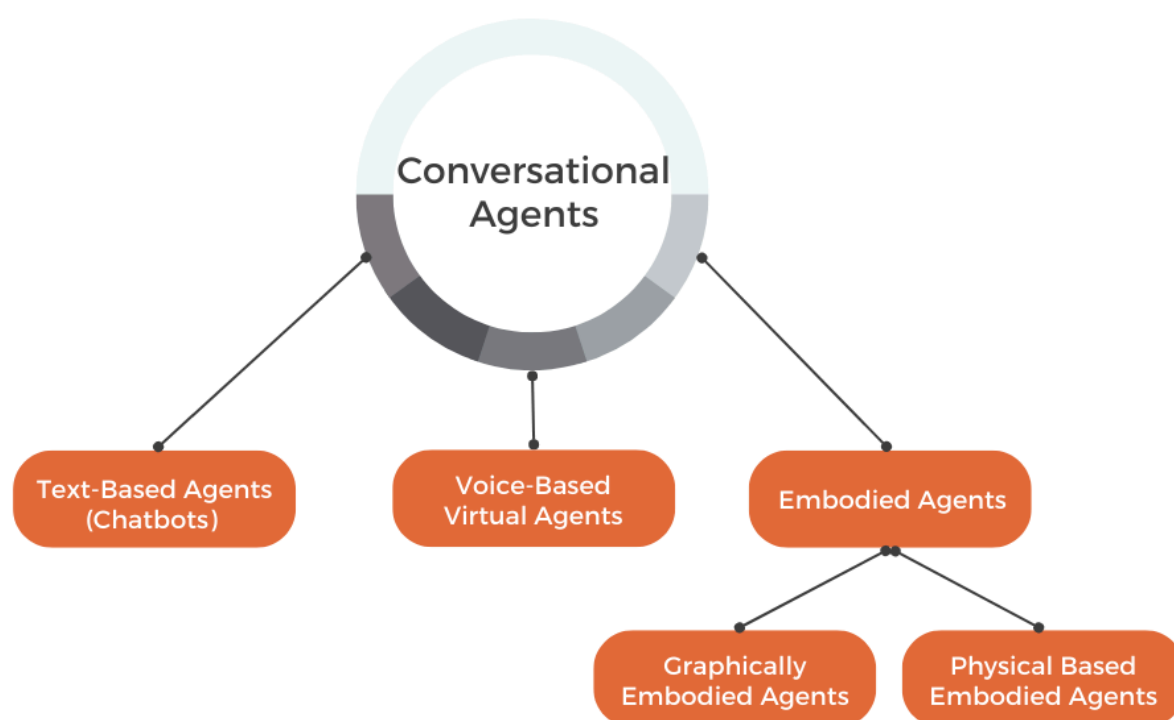 Conversational
Agents
Text-Based Agents
(Chatbots)
Voice-Based
Virtual Agents
Embodied Agents
Graphically
Embodied Agents
Physical Based
Embodied Agents